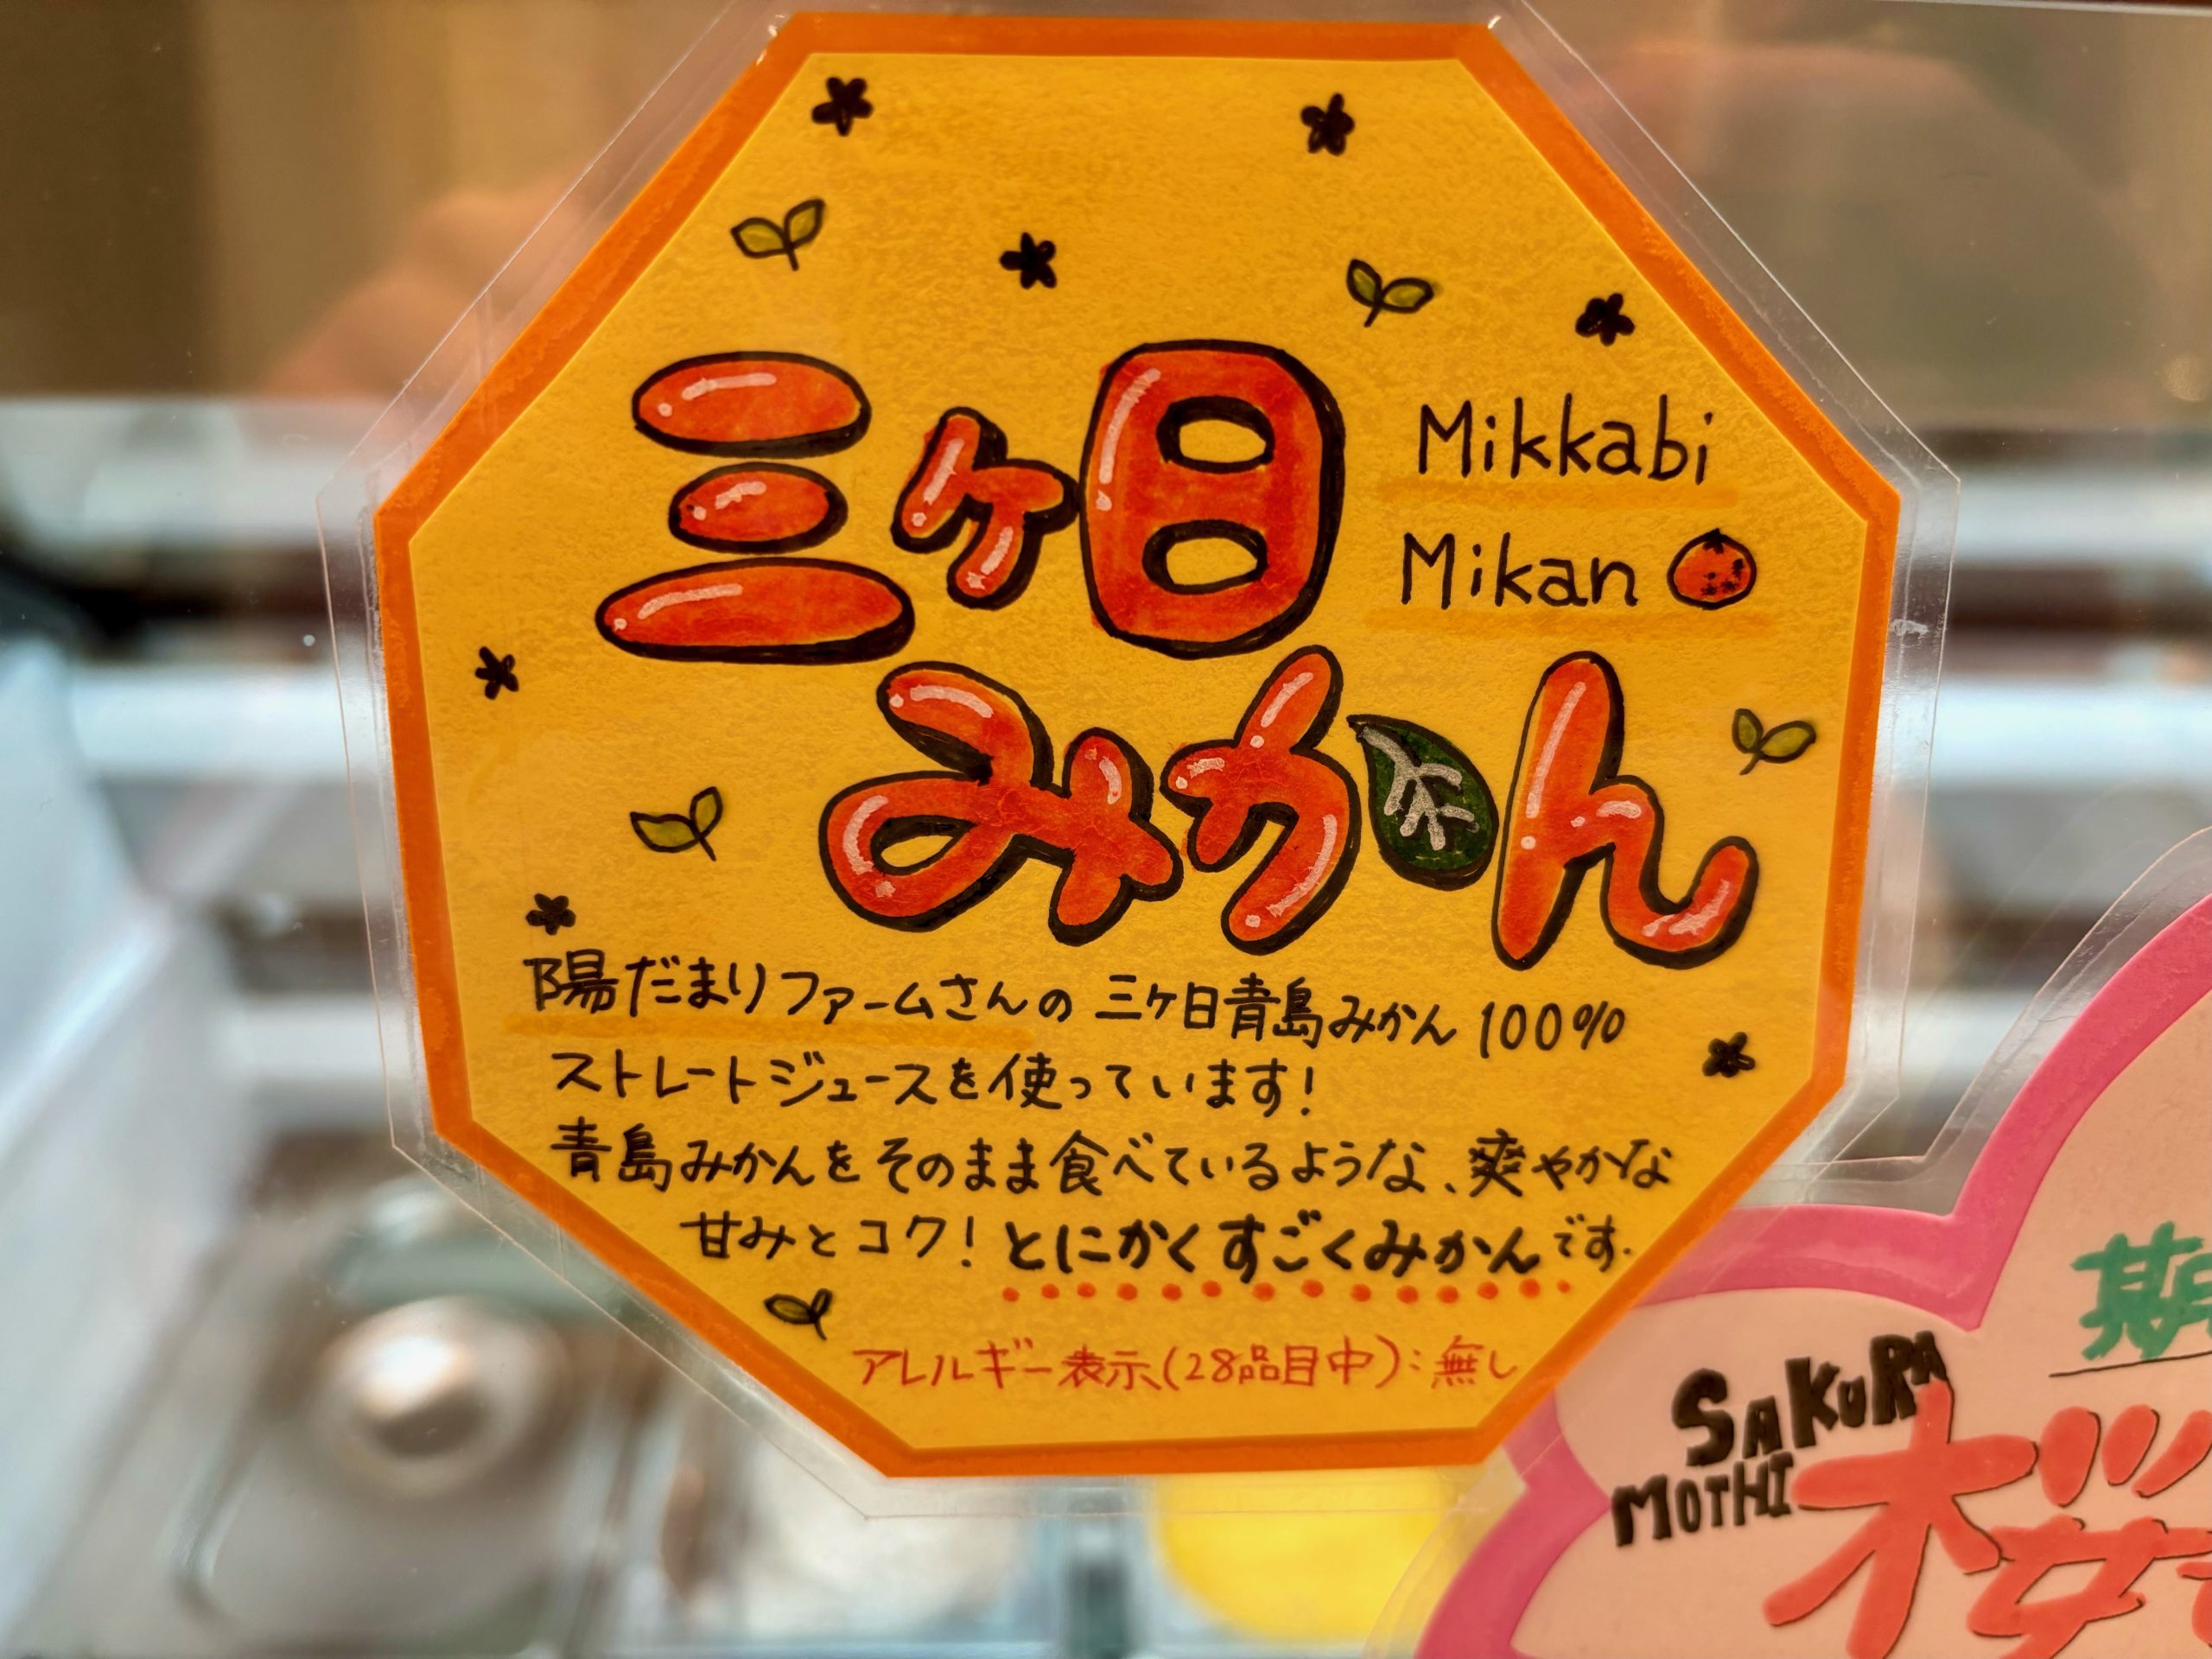 三ヶ日
Mikkabi
Mikan
みかん
陽だまりファームさんの 三ヶ日青島みかん 100%
ストレートジュースを使っています!
青島みかんをそのまま食べているような、爽やかな
甘みとコク! とにかくすごくみかんです.
アレルギー表示(28品目中):無し
期
SAKURA
MOTHI
桜